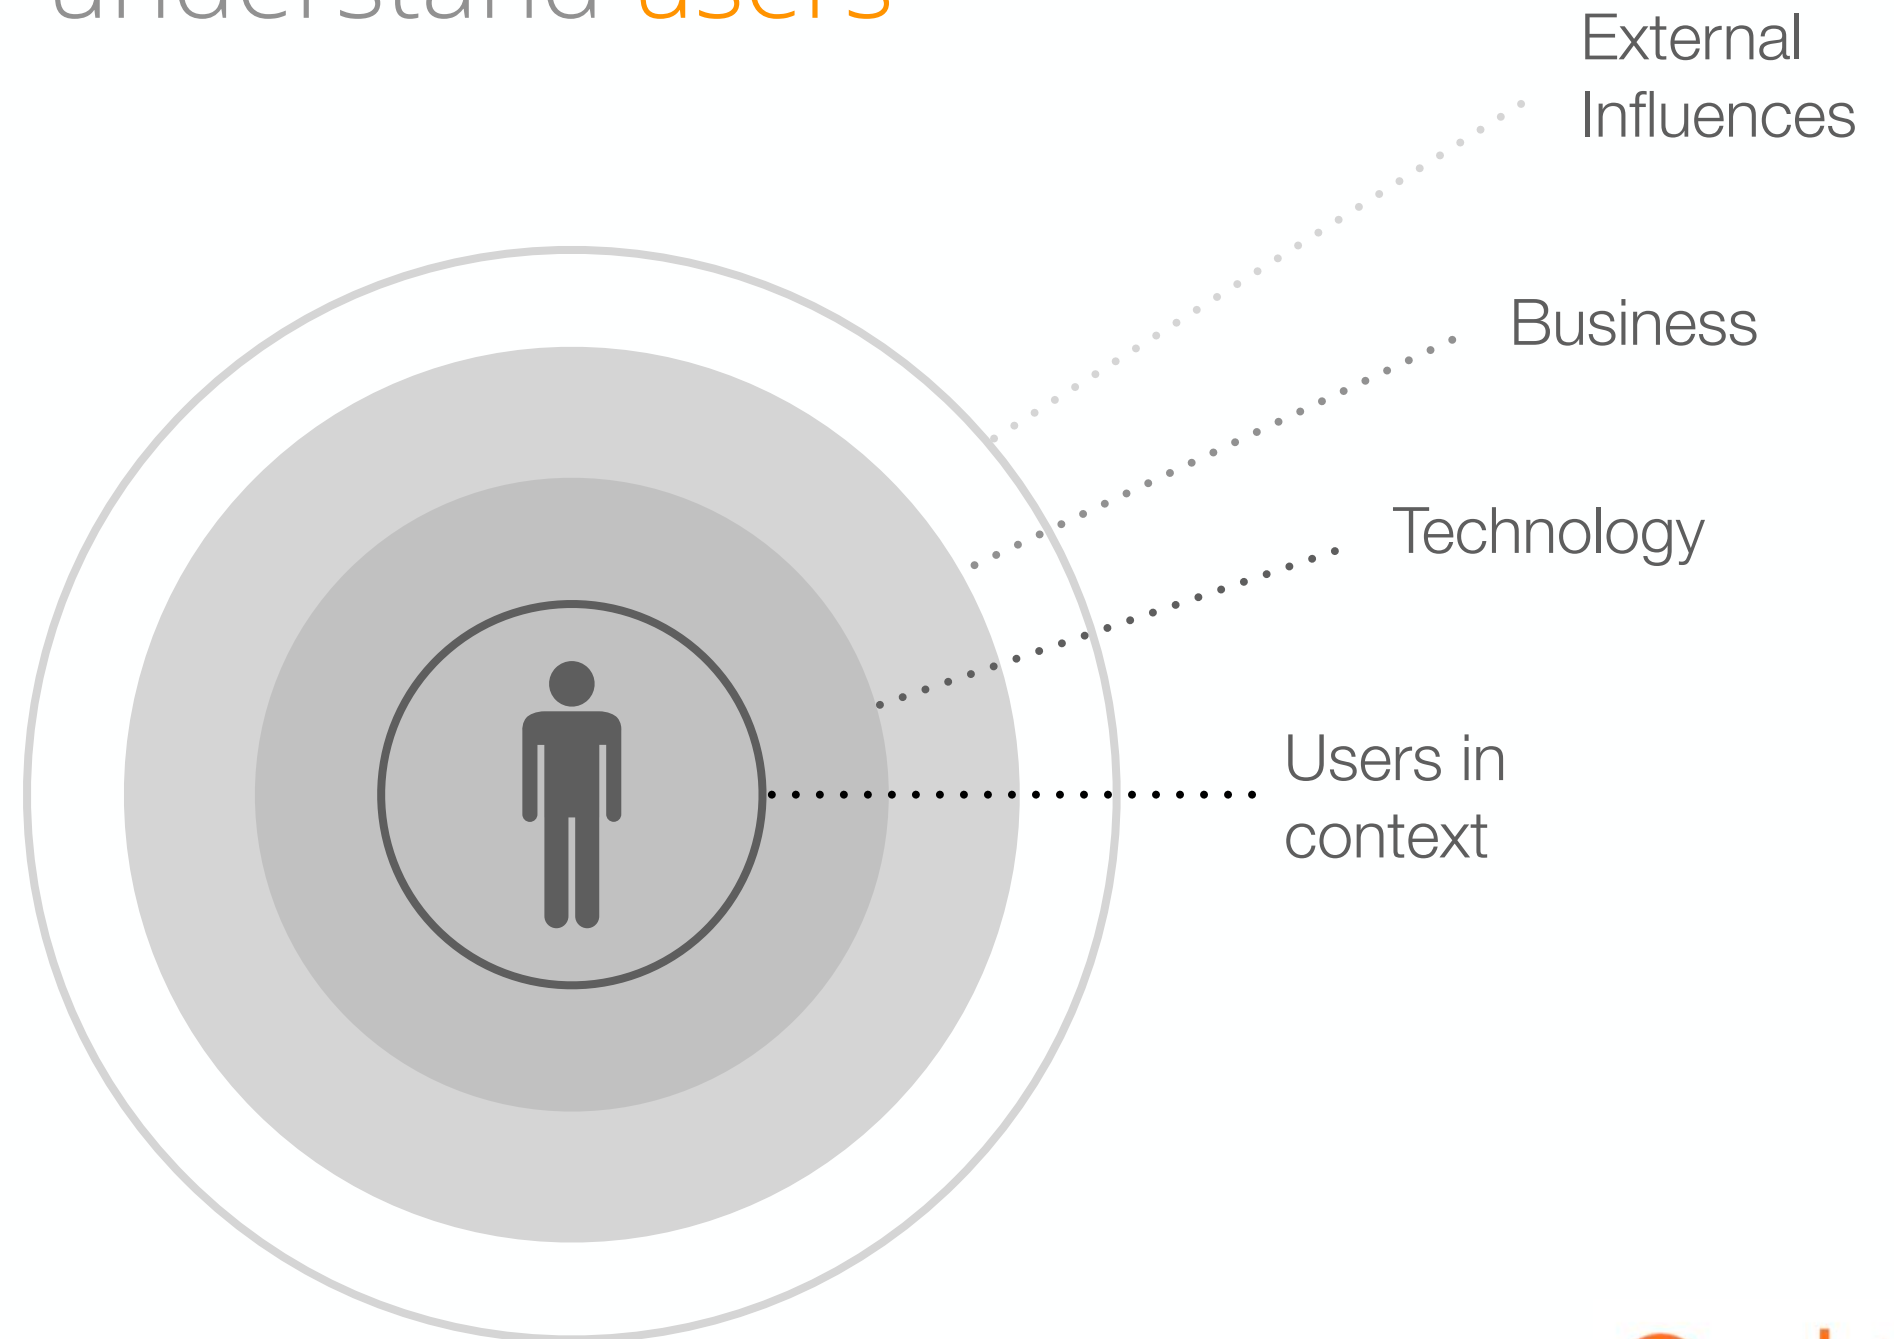 understand users
External
Influences
Business
Technology
Users in
context